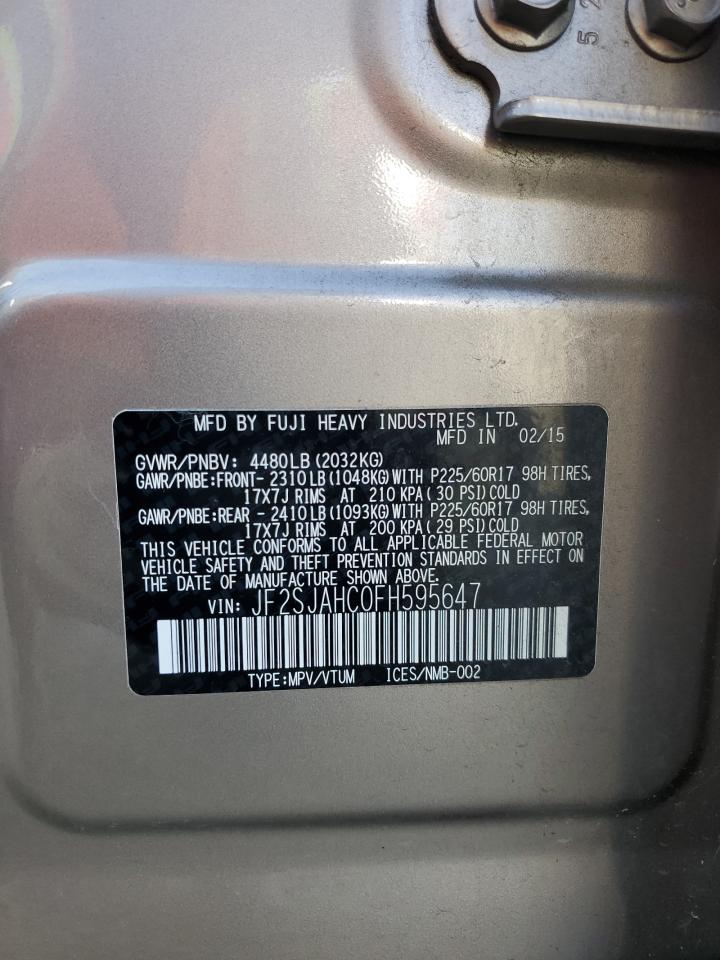 52
MFD BY FUJI HEAVY INDUSTRIES LTD.
MFD IN 02/15
GVWR/PNBV: 4480LB (2032KG)
GAWR/PNBE:FRONT- 2310LB (1048KG) WITH P225/60R17 98H TIRES,
17X7J RIMS AT 210 KPA ( 30 PSI) COLD
GAWR/PNBE:REAR - 2410LB (1093KG) WITH P225/60R17 98H TIRES,
17X7J RIMS AT 200 KPA ( 29 PSI) COLD
THIS VEHICLE CONFORMS TO ALL APPLICABLE FEDERAL MOTOR
VEHICLE SAFETY AND THEFT PREVENTION STANDARDS IN EFFECT ON
THE DATE OF MANUFACTURE SHOWN ABOVE.
VIN: JF2SJAHC0FH595647
TYPE:MPV/VTUM ICES/NMB-002